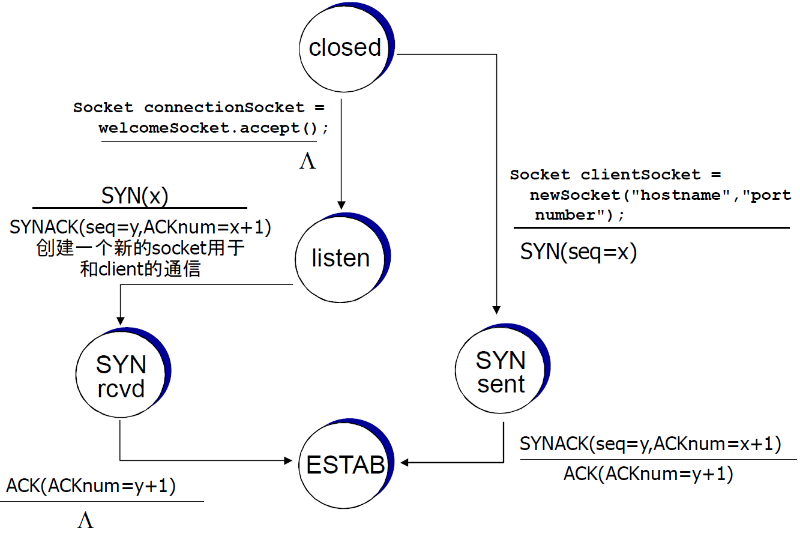 closed
Socket connectionSocket =
welcomeSocket.accept();
Λ
Socket clientSocket =
newSocket("hostname","port
number");
SYN(seq=x)
SYN(x)
SYNACK(seq=y,ACKnum=x+1)
创建一个新的socket用于
和client的通信
listen
SYN
rcvd
SYN
sent
ESTAB
SYNACK(seq=y,ACKnum=x+1)
ACK(ACKnum=y+1)
ACK(ACKnum=y+1)
Λ